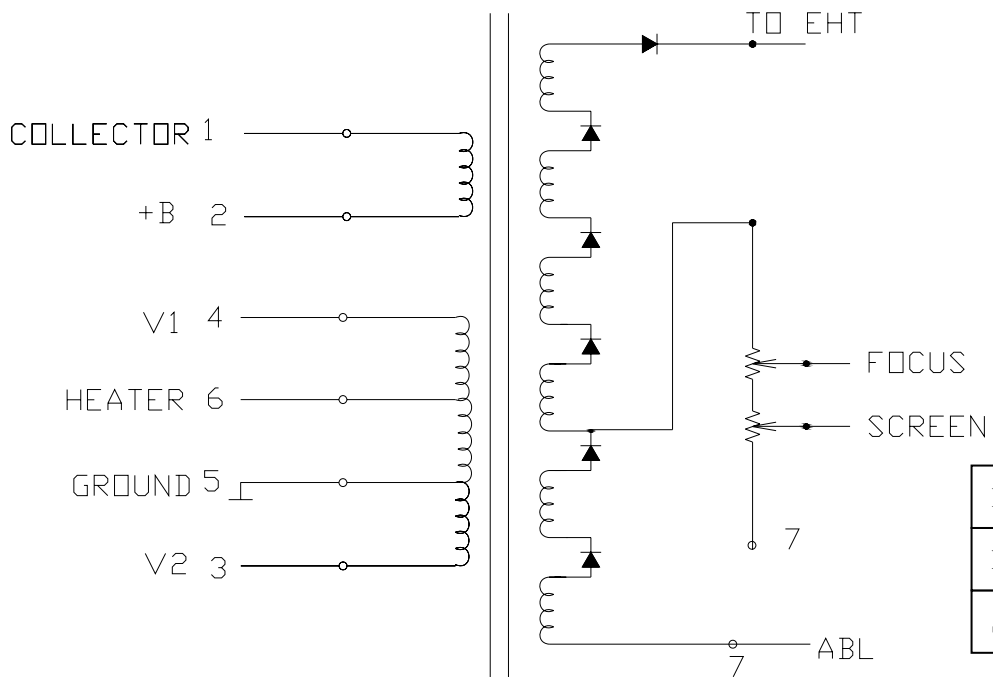 TO EHT
COLLECTOR 1
+B 2
V1 4
HEATER 6
GROUND 5
V2 3
FOCUS
SCREEN
7
ABL
7